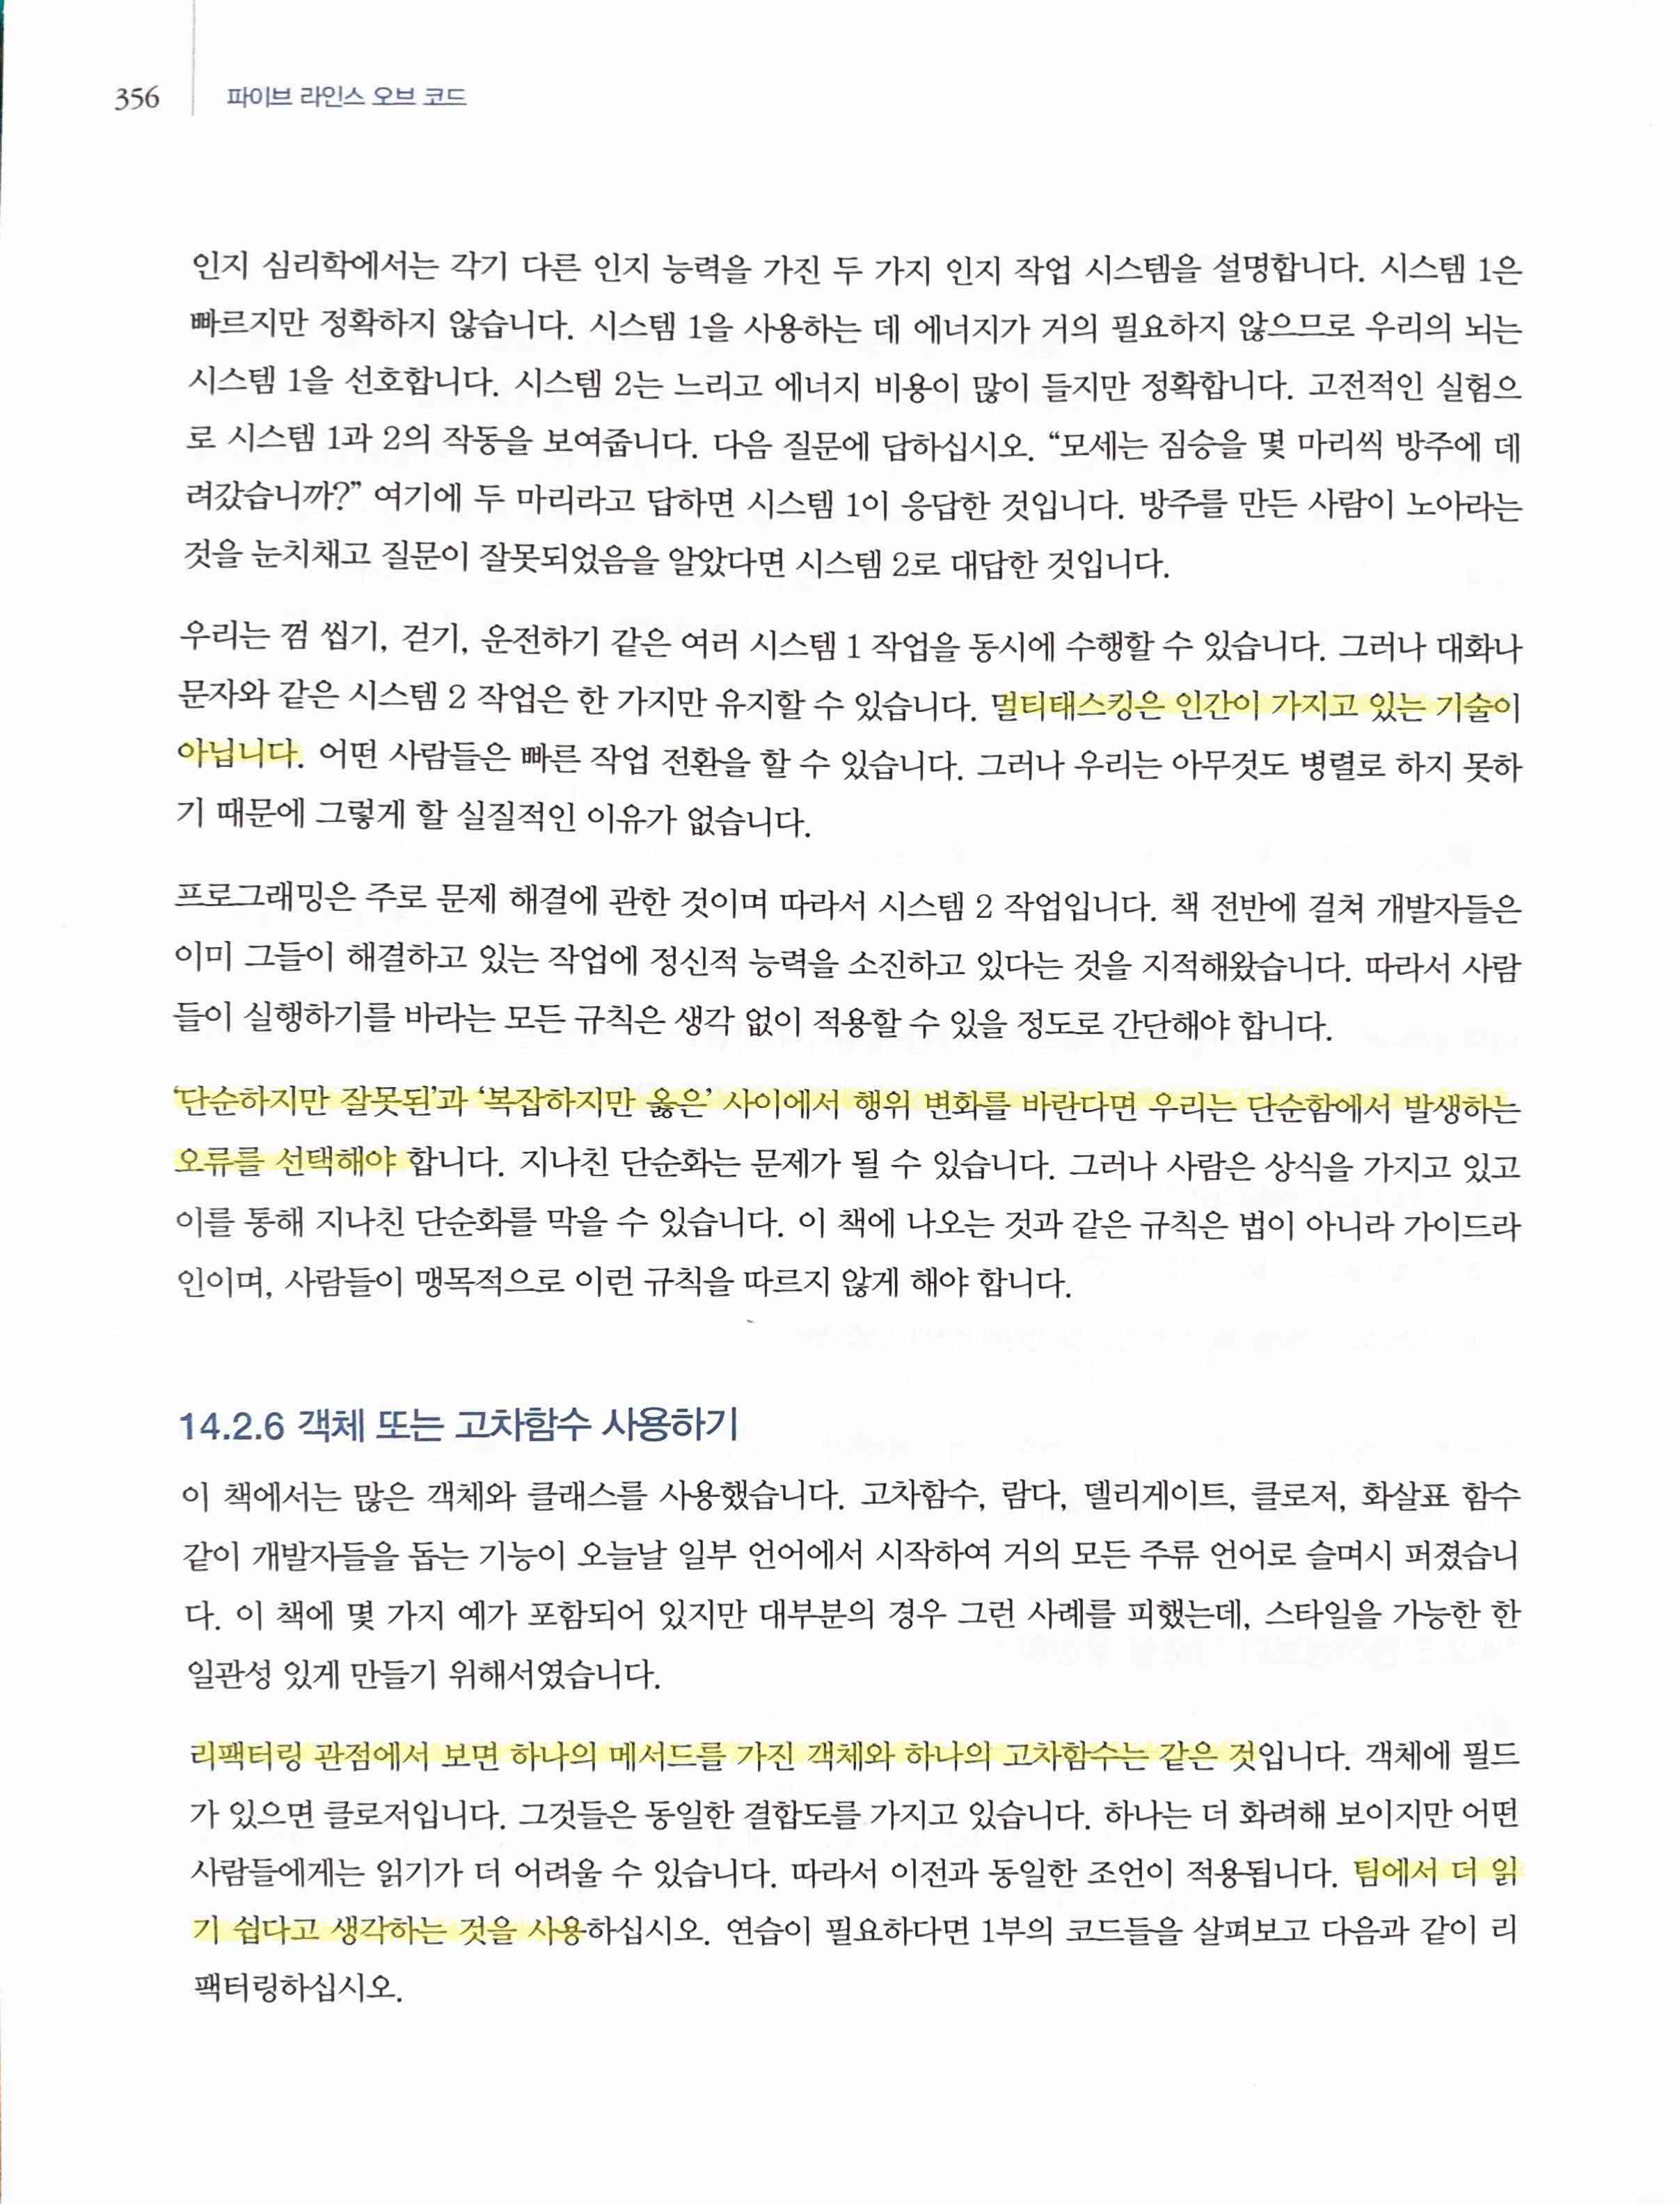 356
파이브 라인스 오브 코드
인지 심리학에서는 각기 다른 인지 능력을 가진 두 가지 인지 작업 시스템을 설명합니다. 시스템 1은
빠르지만 정확하지 않습니다. 시스템 1을 사용하는 데 에너지가 거의 필요하지 않으므로 우리의 뇌는
시스템 1을 선호합니다. 시스템 2는 느리고 에너지 비용이 많이 들지만 정확합니다. 고전적인 실험으
로 시스템 1과 2의 작동을 보여줍니다. 다음 질문에 답하십시오. “모세는 짐승을 몇 마리씩 방주에 데
려갔습니까?” 여기에 두 마리라고 답하면 시스템 1이 응답한 것입니다. 방주를 만든 사람이 노아라는
것을 눈치채고 질문이 잘못되었음을 알았다면 시스템 2로 대답한 것입니다.
우리는 껌 씹기, 걷기, 운전하기 같은 여러 시스템 1 작업을 동시에 수행할 수 있습니다. 그러나 대화나
문자와 같은 시스템 2 작업은 한 가지만 유지할 수 있습니다. 멀티태스킹은 인간이 가지고 있는 기술이
아닙니다. 어떤 사람들은 빠른 작업 전환을 할 수 있습니다. 그러나 우리는 아무것도 병렬로 하지 못하
기 때문에 그렇게 할 실질적인 이유가 없습니다.
프로그래밍은 주로 문제 해결에 관한 것이며 따라서 시스템 2 작업입니다. 책 전반에 걸쳐 개발자들은
이미 그들이 해결하고 있는 작업에 정신적 능력을 소진하고 있다는 것을 지적해왔습니다. 따라서 사람
들이 실행하기를 바라는 모든 규칙은 생각 없이 적용할 수 있을 정도로 간단해야 합니다.
‘단순하지만 잘못된’과 ‘복잡하지만 옳은’ 사이에서 행위 변화를 바란다면 우리는 단순함에서 발생하는
오류를 선택해야 합니다. 지나친 단순화는 문제가 될 수 있습니다. 그러나 사람은 상식을 가지고 있고
이를 통해 지나친 단순화를 막을 수 있습니다. 이 책에 나오는 것과 같은 규칙은 법이 아니라 가이드라
인이며, 사람들이 맹목적으로 이런 규칙을 따르지 않게 해야 합니다.
14.2.6 객체 또는 고차함수 사용하기
이 책에서는 많은 객체와 클래스를 사용했습니다. 고차함수, 람다, 델리게이트, 클로저, 화살표 함수
같이 개발자들을 돕는 기능이 오늘날 일부 언어에서 시작하여 거의 모든 주류 언어로 슬며시 퍼졌습니
다. 이 책에 몇 가지 예가 포함되어 있지만 대부분의 경우 그런 사례를 피했는데, 스타일을 가능한 한
일관성 있게 만들기 위해서였습니다.
리팩터링 관점에서 보면 하나의 메서드를 가진 객체와 하나의 고차함수는 같은 것입니다. 객체에 필드
가 있으면 클로저입니다. 그것들은 동일한 결합도를 가지고 있습니다. 하나는 더 화려해 보이지만 어떤
사람들에게는 읽기가 더 어려울 수 있습니다. 따라서 이전과 동일한 조언이 적용됩니다. 팀에서 더 읽
기 쉽다고 생각하는 것을 사용하십시오. 연습이 필요하다면 1부의 코드들을 살펴보고 다음과 같이 리
팩터링하십시오.